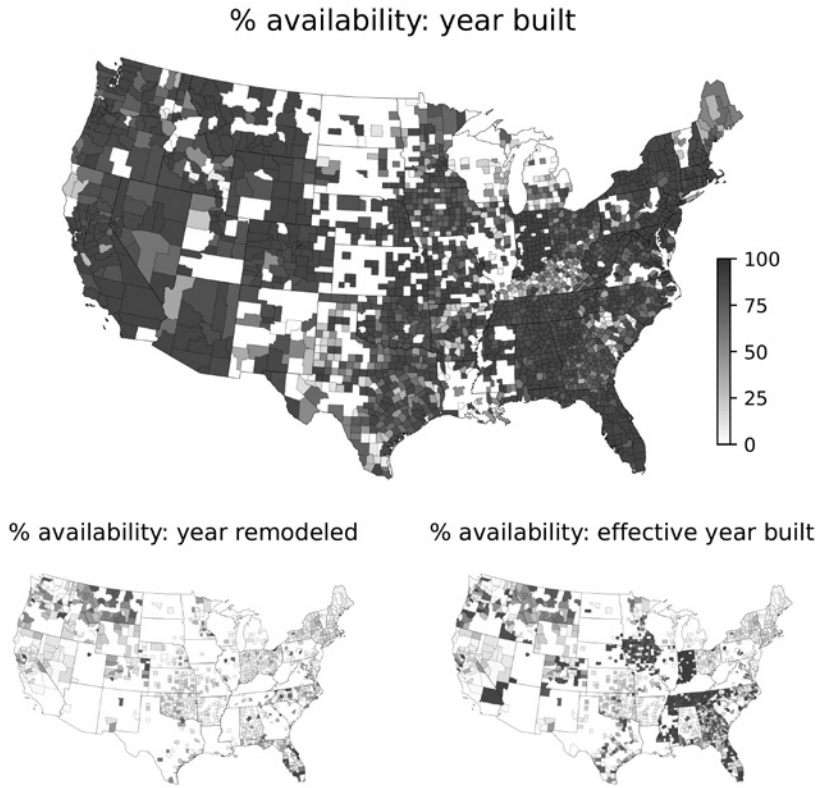 % availability: year built
100
75
50
25
0
% availability: year remodeled
% availability: effective year built